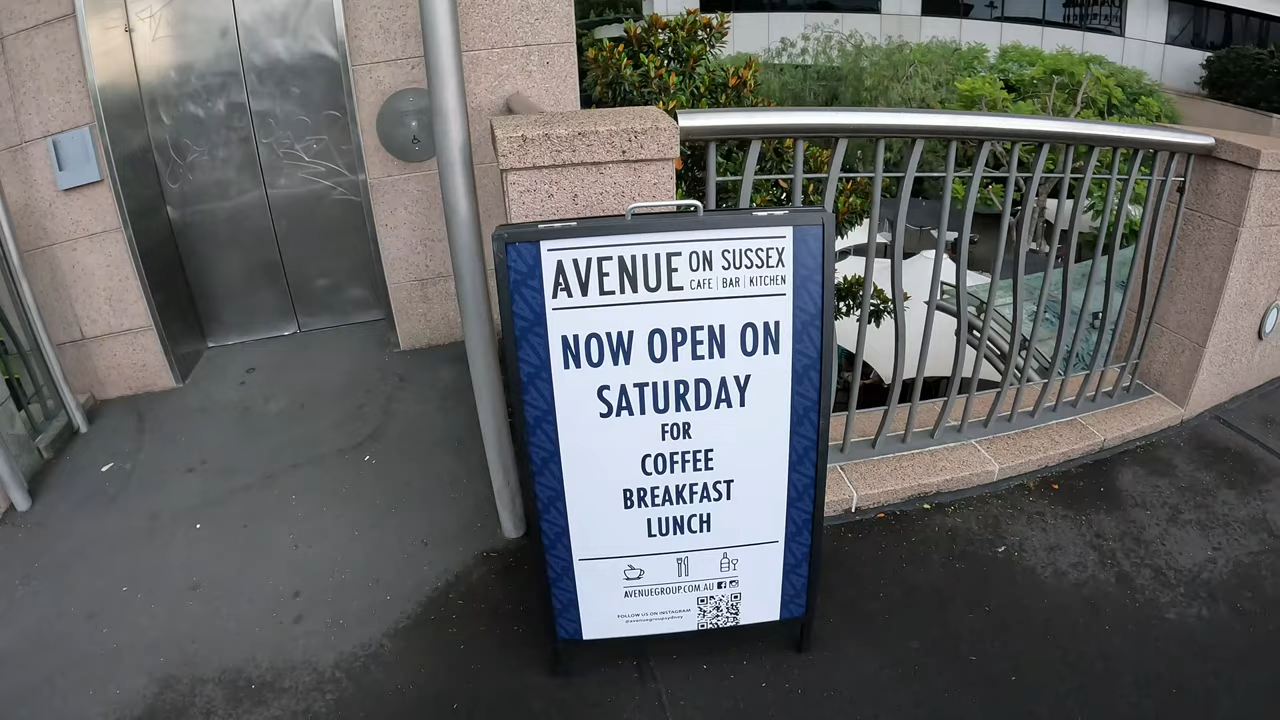 AVENUE ON SUSSEX
CAFE | BAR | KITCHEN
NOW OPEN ON
SATURDAY
FOR
COFFEE
BREAKFAST
LUNCH
AVENUEGROUP.COM.AU
FOLLOW US ON INSTAGRAM
@avenuegroupsydney